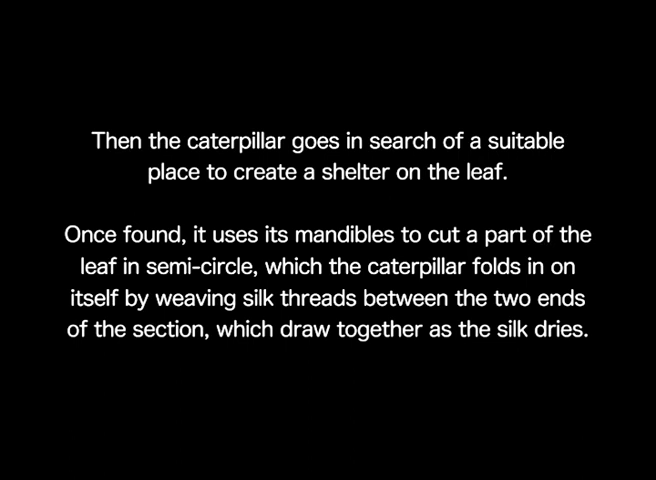 Then the caterpillar goes in search of a suitable
place to create a shelter on the leaf.
Once found, it uses its mandibles to cut a part of the
leaf in semi-circle, which the caterpillar folds in on
itself by weaving silk threads between the two ends
of the section, which draw together as the silk dries.